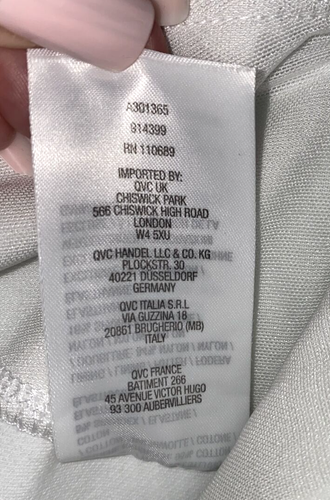 A301365
914399
RN 110689
IMPORTED BY:
QVC UK
CHISWICK PARK
566 CHISWICK HIGH ROAD
LONDON
W4 5XU
QVC HANDEL LLC & CO. KG
PLOCKSTR. 30
40221 DUSSELDORF
GERMANY
QVC ITALIA S.R.L
VIA GUZZINA 18
20861 BRUGHERIO (MB)
ITALY
QVC FRANCE
BATIMENT 266
45 AVENUE VICTOR HUGO
93 300 AUBERVILLIERS